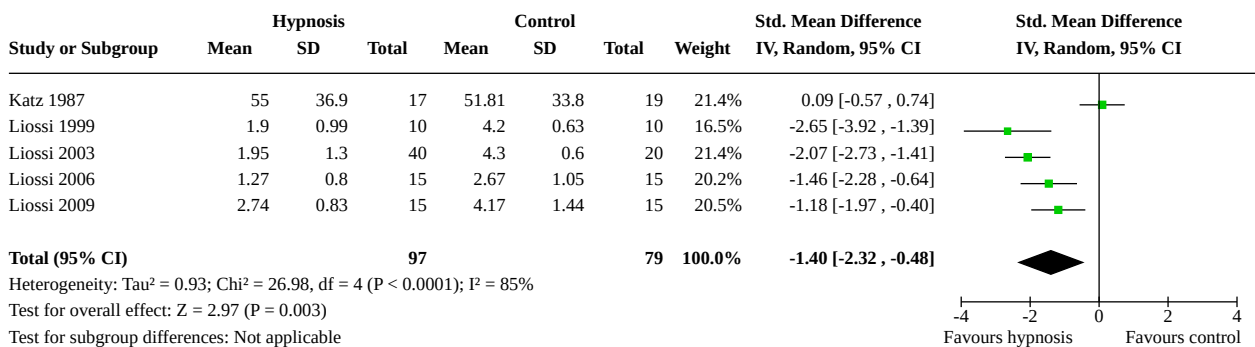 Hypnosis Control Std. Mean Difference Std. Mean Difference
Study or Subgroup Mean SD Total Mean SD Total Weight IV, Random, 95% CI IV, Random, 95% CI
Katz 1987 55 36.9 17 51.81 33.8 19 21.4% 0.09 [-0.57 , 0.74]
Liossi 1999 1.9 0.99 10 4.2 0.63 10 16.5% -2.65 [-3.92 , -1.39]
Liossi 2003 1.95 1.3 40 4.3 0.6 20 21.4% -2.07 [-2.73 , -1.41]
Liossi 2006 1.27 0.8 15 2.67 1.05 15 20.2% -1.46 [-2.28 , -0.64]
Liossi 2009 2.74 0.83 15 4.17 1.44 15 20.5% -1.18 [-1.97 , -0.40]
Total (95% CI) 97 79 100.0% -1.40 [-2.32 , -0.48]
Heterogeneity: Tau² = 0.93; Chi² = 26.98, df = 4 (P < 0.0001); I² = 85%
Test for overall effect: Z = 2.97 (P = 0.003)
Test for subgroup differences: Not applicable
-4 -2 0 2 4
Favours hypnosis Favours control